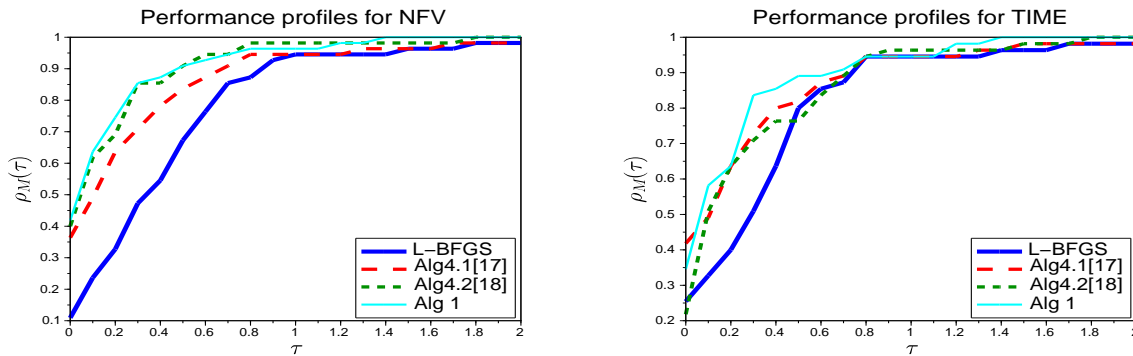 Performance profiles for NFV
1
0.9
0.8
0.7
0.6
0.5
0.4
0.3
0.2
0.1
ρM(τ)
0 0.2 0.4 0.6 0.8 1 1.2 1.4 1.6 1.8 2
τ
L−BFGS
Alg4.1[17]
Alg4.2[18]
Alg 1
Performance profiles for TIME
1
0.9
0.8
0.7
0.6
0.5
0.4
0.3
0.2
ρM(τ)
0 0.2 0.4 0.6 0.8 1 1.2 1.4 1.6 1.8 2
τ
L−BFGS
Alg4.1[17]
Alg4.2[18]
Alg 1